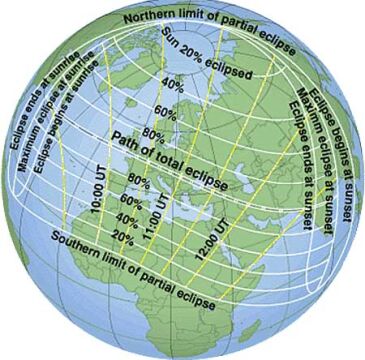 Northern limit of partial eclipse
Sun 20% eclipsed
40%
60%
80%
Eclipse ends at sunrise
Maximum eclipse at sunrise
Eclipse begins at sunrise
Path of total eclipse
Eclipse begins at sunset
Maximm eclipse at sunset
Eclipse ends at sunset
80%
60%
40%
20%
10:00 UT
11:00 UT
12:00 UT
Southern limit of partial eclipse